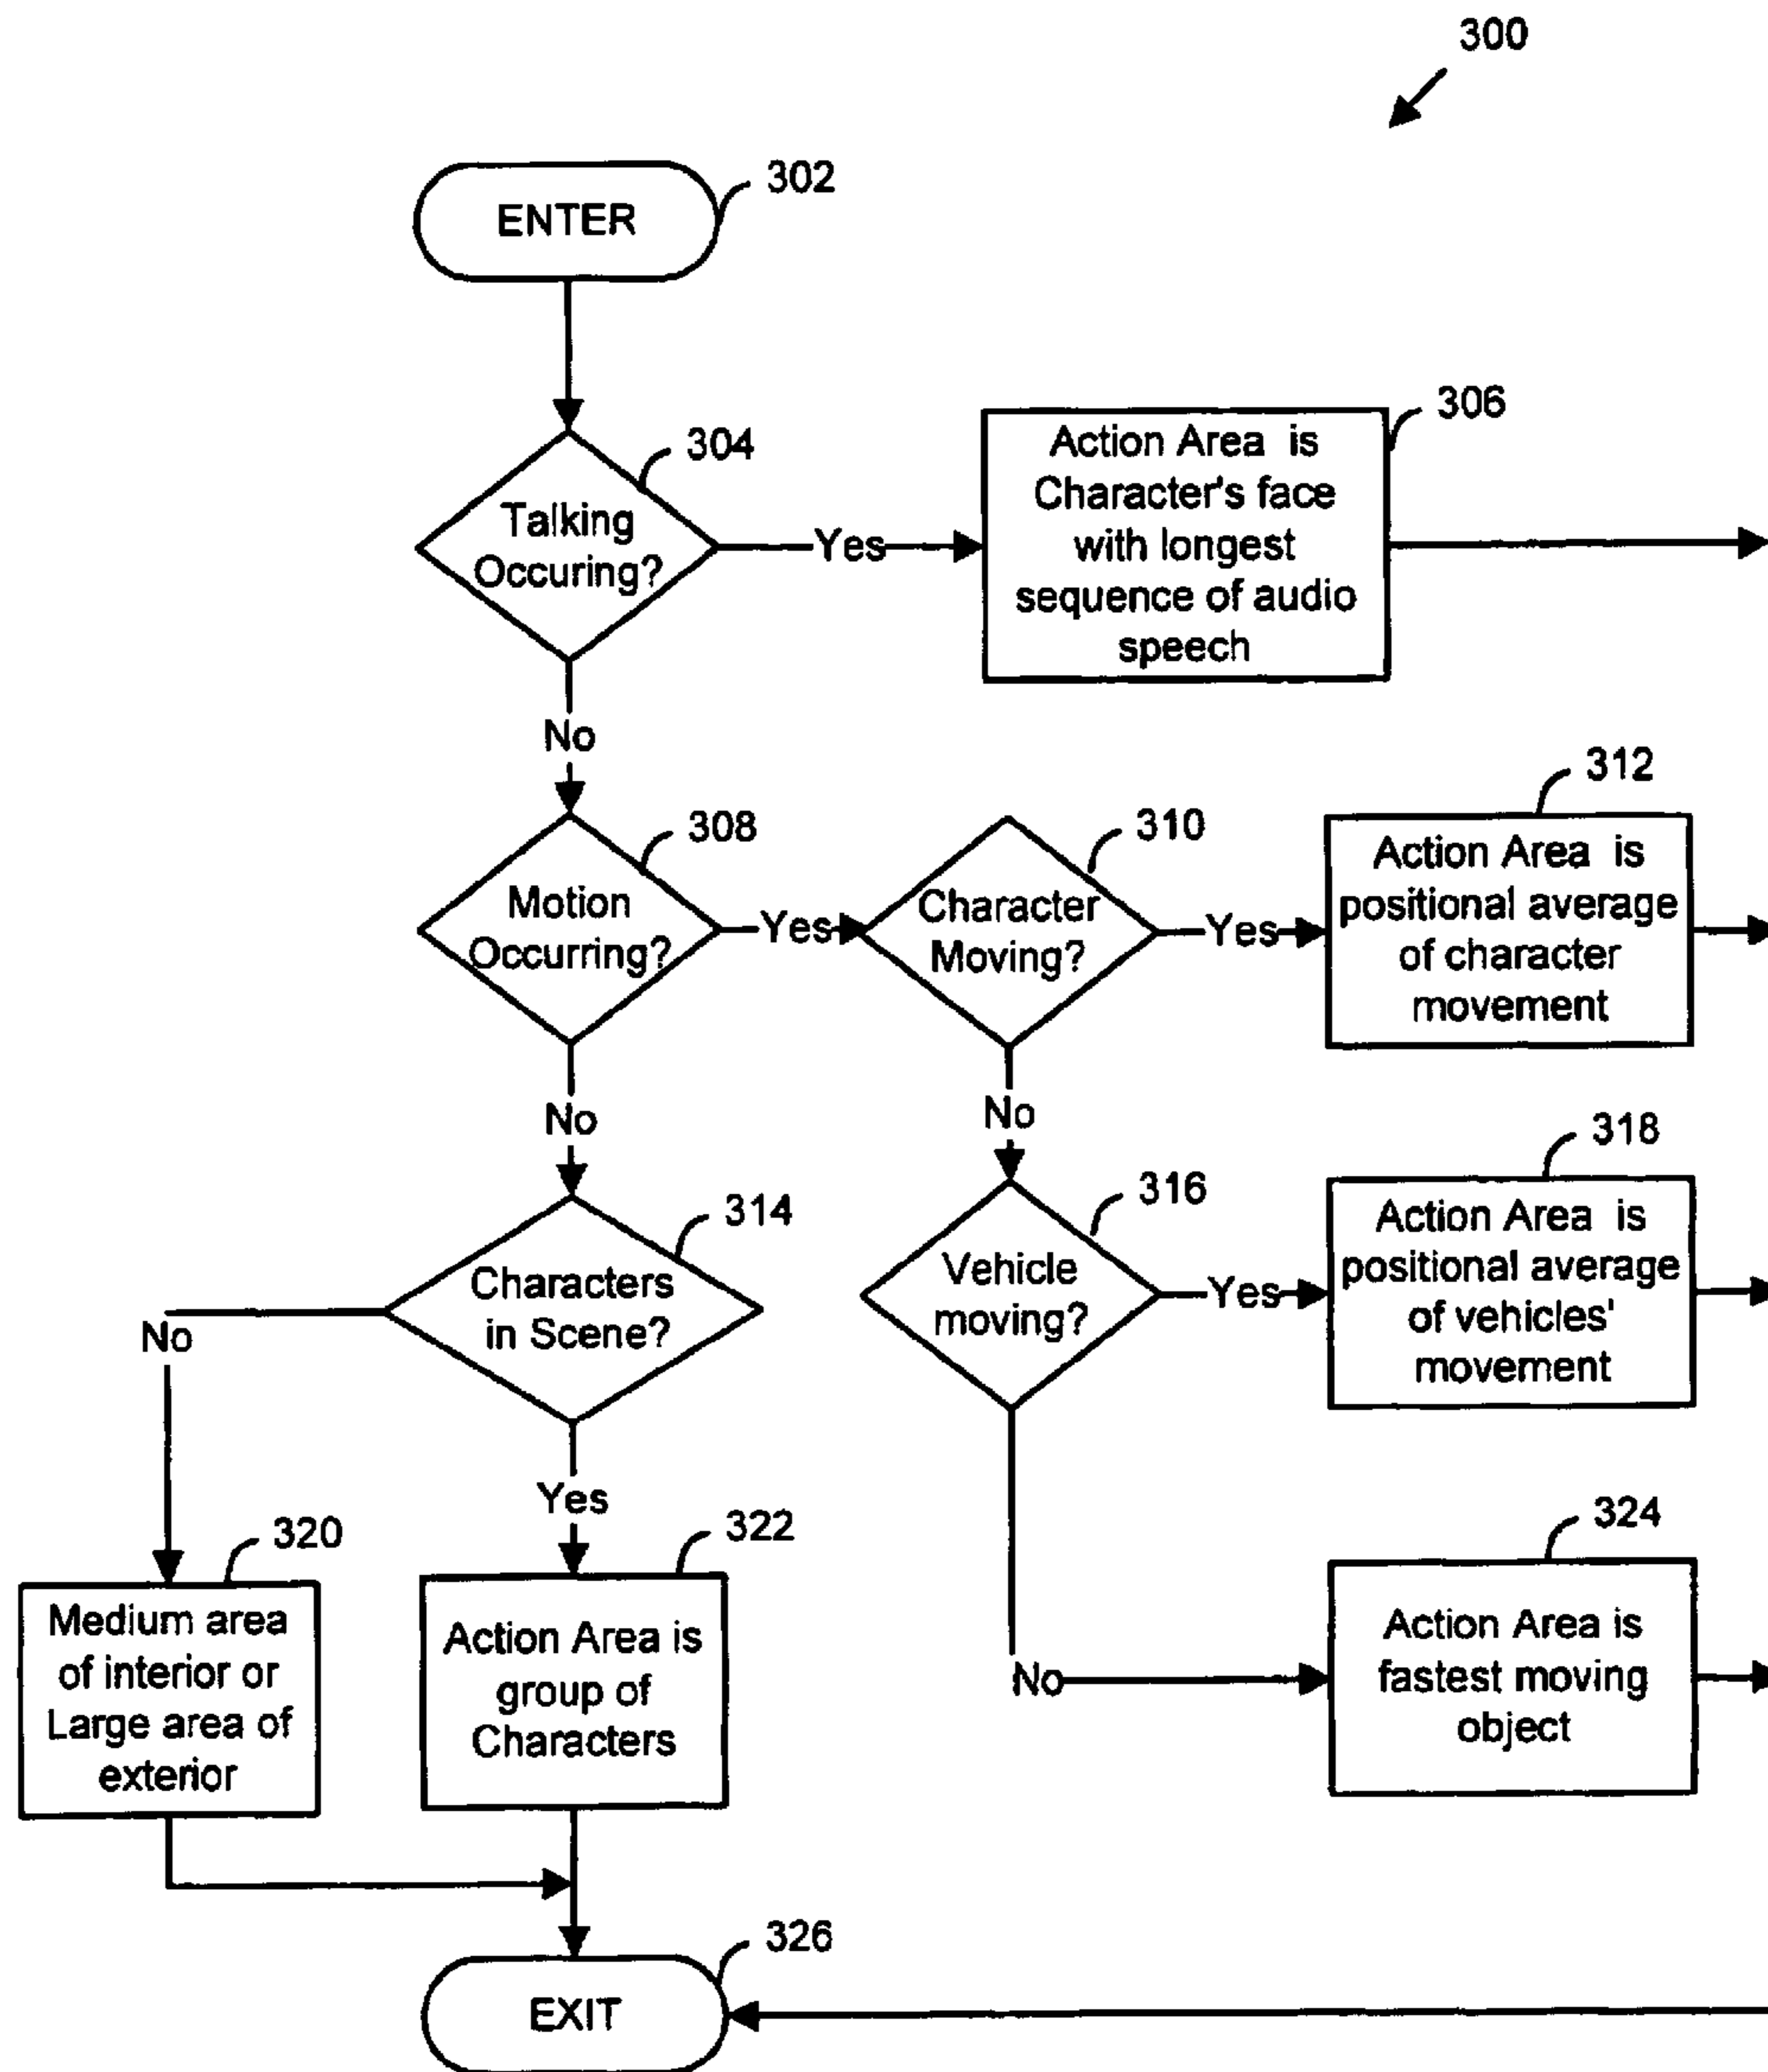 300
302
ENTER
304
Talking
Occuring?
Yes
306
Action Area is
Character's face
with longest
sequence of audio
speech
No
308
Motion
Occurring?
Yes
310
Character
Moving?
Yes
312
Action Area is
positional average
of character
movement
No
No
314
Characters
in Scene?
316
Vehicle
moving?
Yes
318
Action Area is
positional average
of vehicles'
movement
No
Yes
320
Medium area
of interior or
Large area of
exterior
322
Action Area is
group of
Characters
No
324
Action Area is
fastest moving
object
326
EXIT